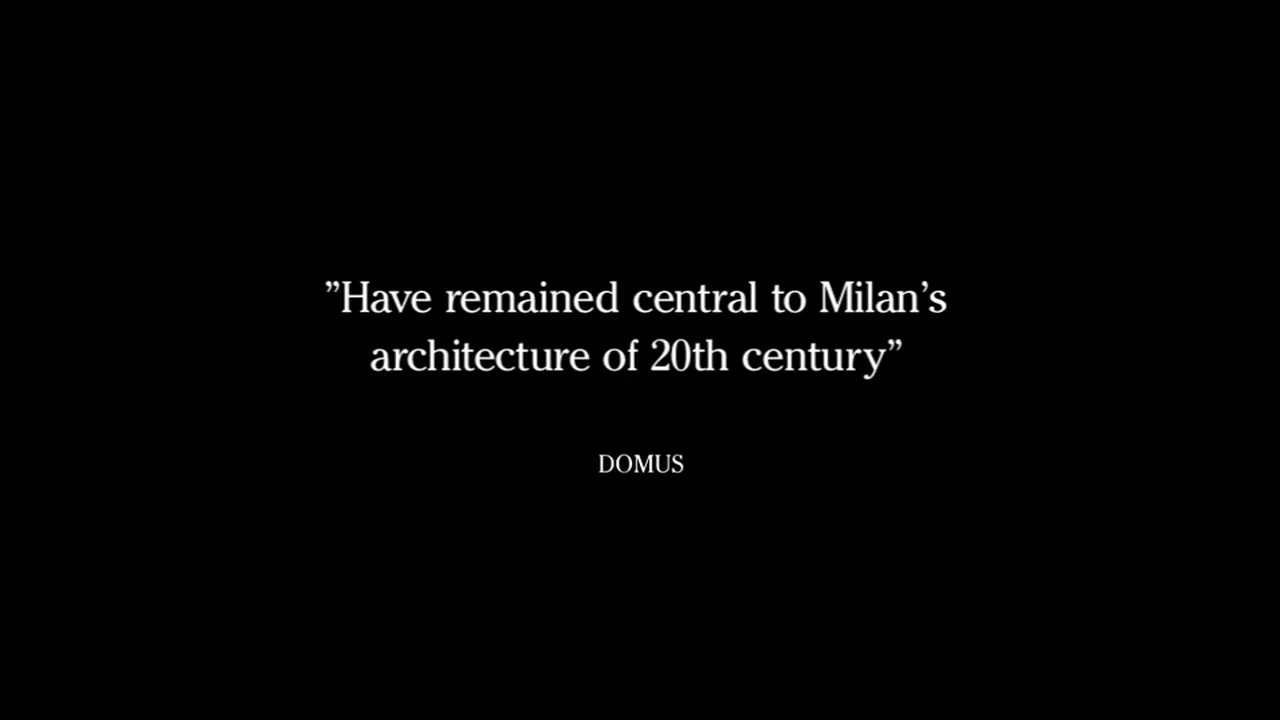 ”Have remained central to Milan’s
architecture of 20th century”
DOMUS